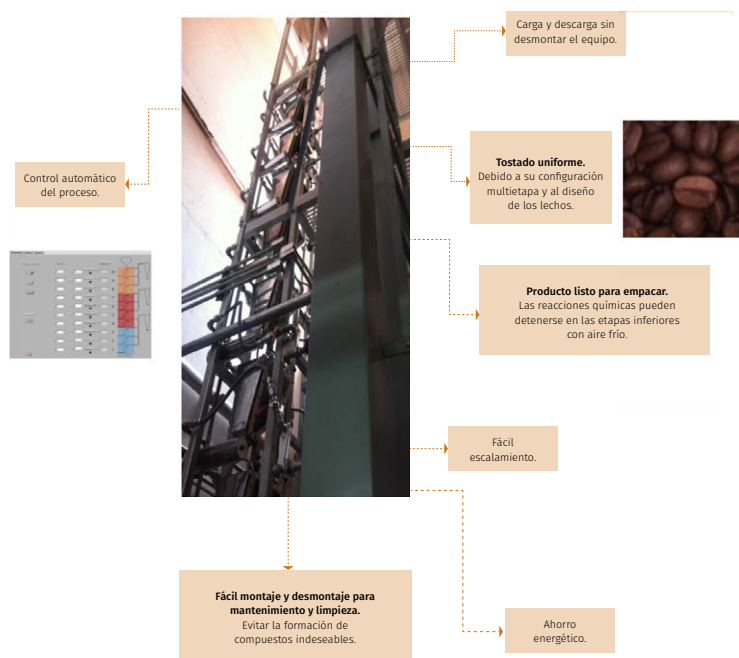 Carga y descarga sin
desmontar el equipo.
Control automático
del proceso.
Tostado uniforme.
Debido a su configuración
multietapa y al diseño
de los lechos.
Producto listo para empacar.
Las reacciones químicas pueden
detenerse en las etapas inferiores
con aire frío.
Fácil
escalamiento.
Fácil montaje y desmontaje para
mantenimiento y limpieza.
Evitar la formación de
compuestos indeseables.
Ahorro
energético.